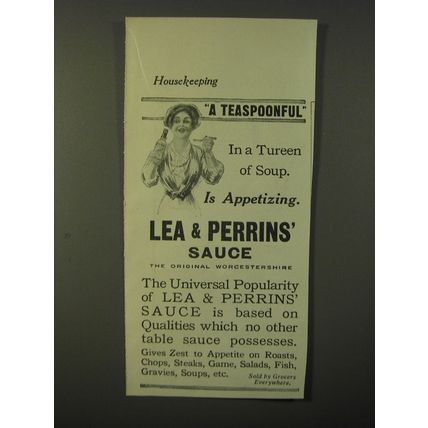 Housekeeping
"A TEASPOONFUL"
In a Tureen
of Soup.
Is Appetizing.
LEA & PERRINS'
SAUCE
THE ORIGINAL WORCESTERSHIRE
The Universal Popularity
of LEA & PERRINS'
SAUCE is based on
Qualities which no other
table sauce possesses.
Gives Zest to Appetite on Roasts,
Chops, Steaks, Game, Salads, Fish,
Gravies, Soups, etc.
Sold by Grocers
Everywhere.